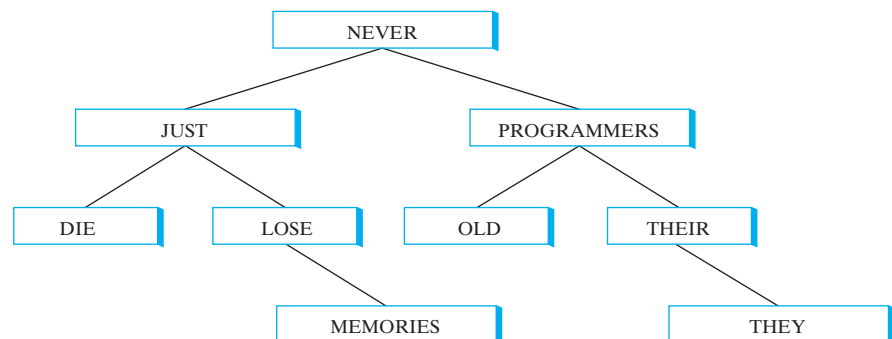 NEVER
JUST PROGRAMMERS
DIE LOSE OLD THEIR
MEMORIES THEY